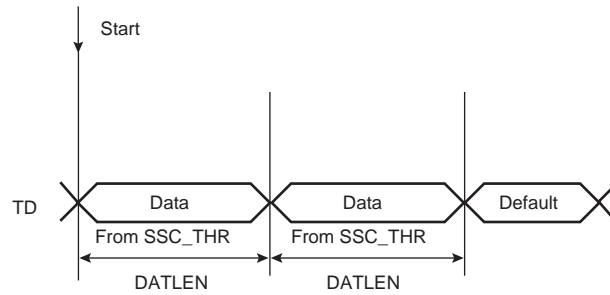 Start
TD
Data
Data
Default
From SSC_THR
From SSC_THR
DATLEN
DATLEN